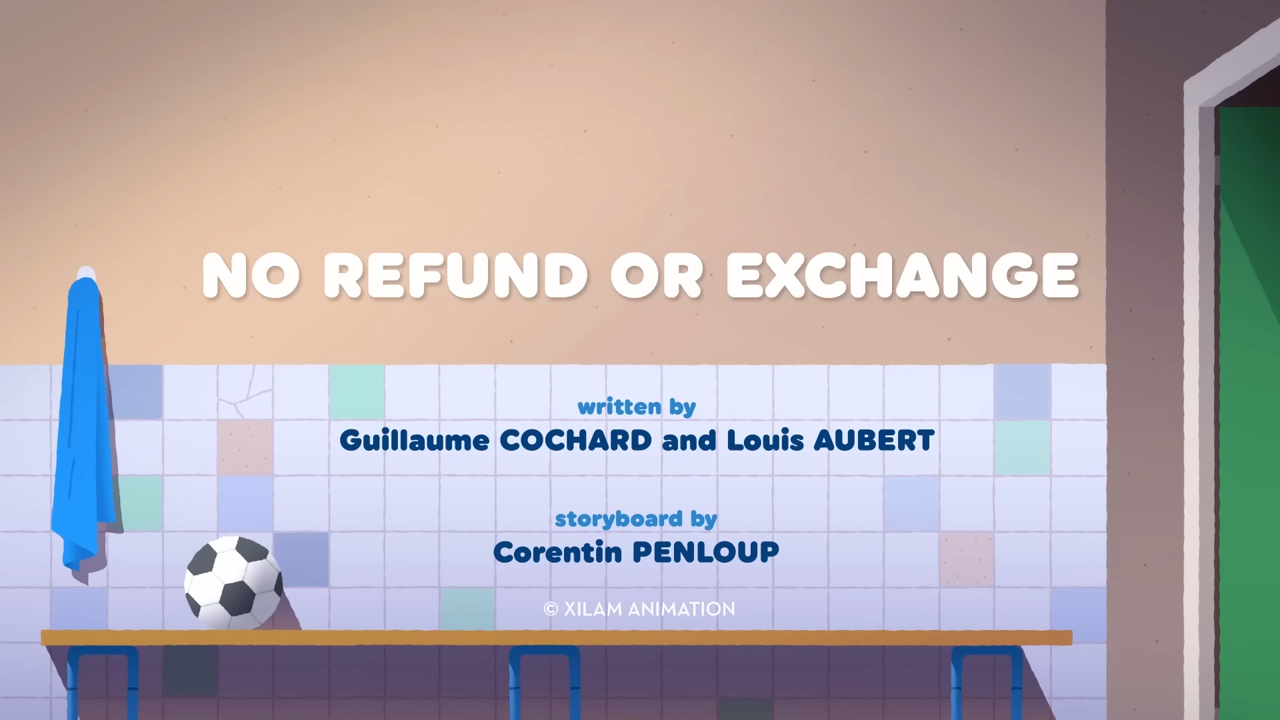 NO REFUND OR EXCHANGE
written by
Guillaume COCHARD and Louis AUBERT
storyboard by
Corentin PENLOUP
© XILAM ANIMATION